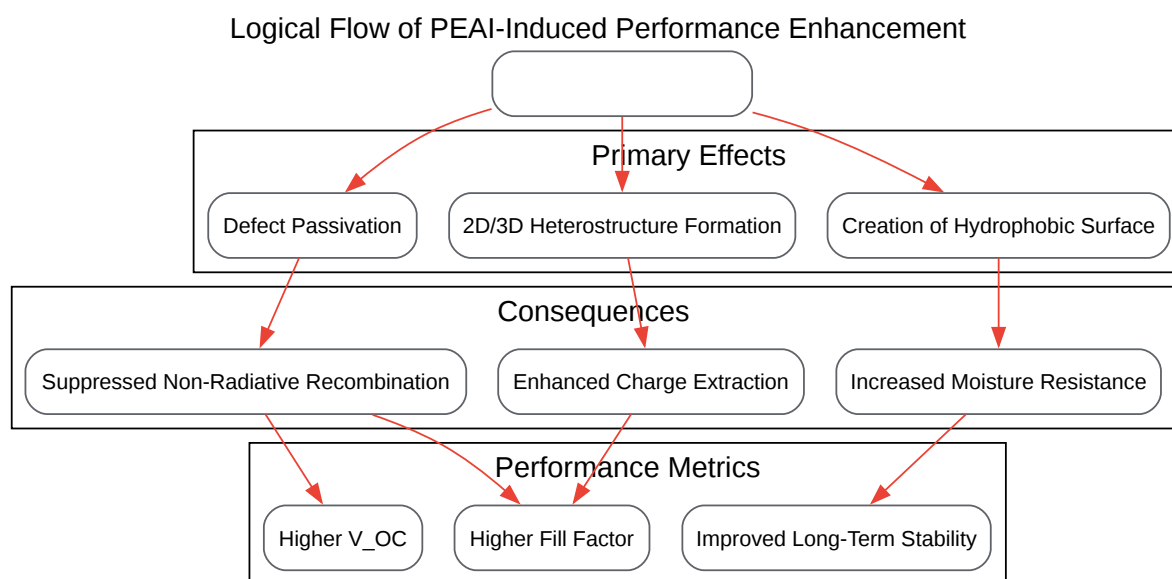 Logical Flow of PEAI-Induced Performance Enhancement
Primary Effects
Defect Passivation
2D/3D Heterostructure Formation
Creation of Hydrophobic Surface
Consequences
Suppressed Non-Radiative Recombination
Enhanced Charge Extraction
Increased Moisture Resistance
Performance Metrics
Higher V_OC
Higher Fill Factor
Improved Long-Term Stability